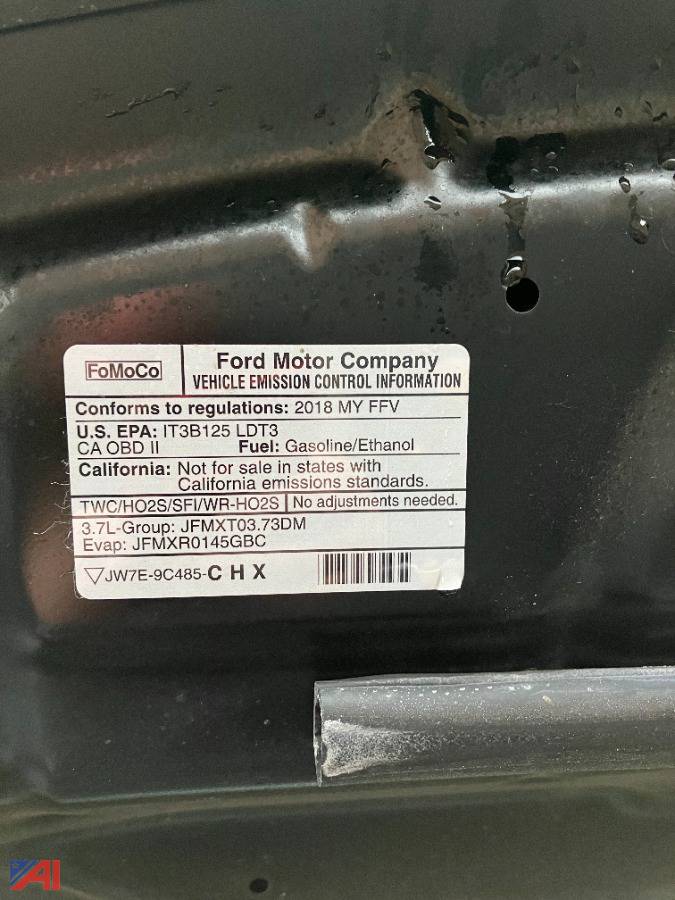 FoMoCo
Ford Motor Company
VEHICLE EMISSION CONTROL INFORMATION
Conforms to regulations: 2018 MY FFV
U.S. EPA: IT3B125 LDT3
CA OBD II Fuel: Gasoline/Ethanol
California: Not for sale in states with
California emissions standards.
TWC/HO2S/SFI/WR-HO2S No adjustments needed.
3.7L-Group: JFMXT03.73DM
Evap: JFMXR0145GBC
JW7E-9C485-C H X
AI